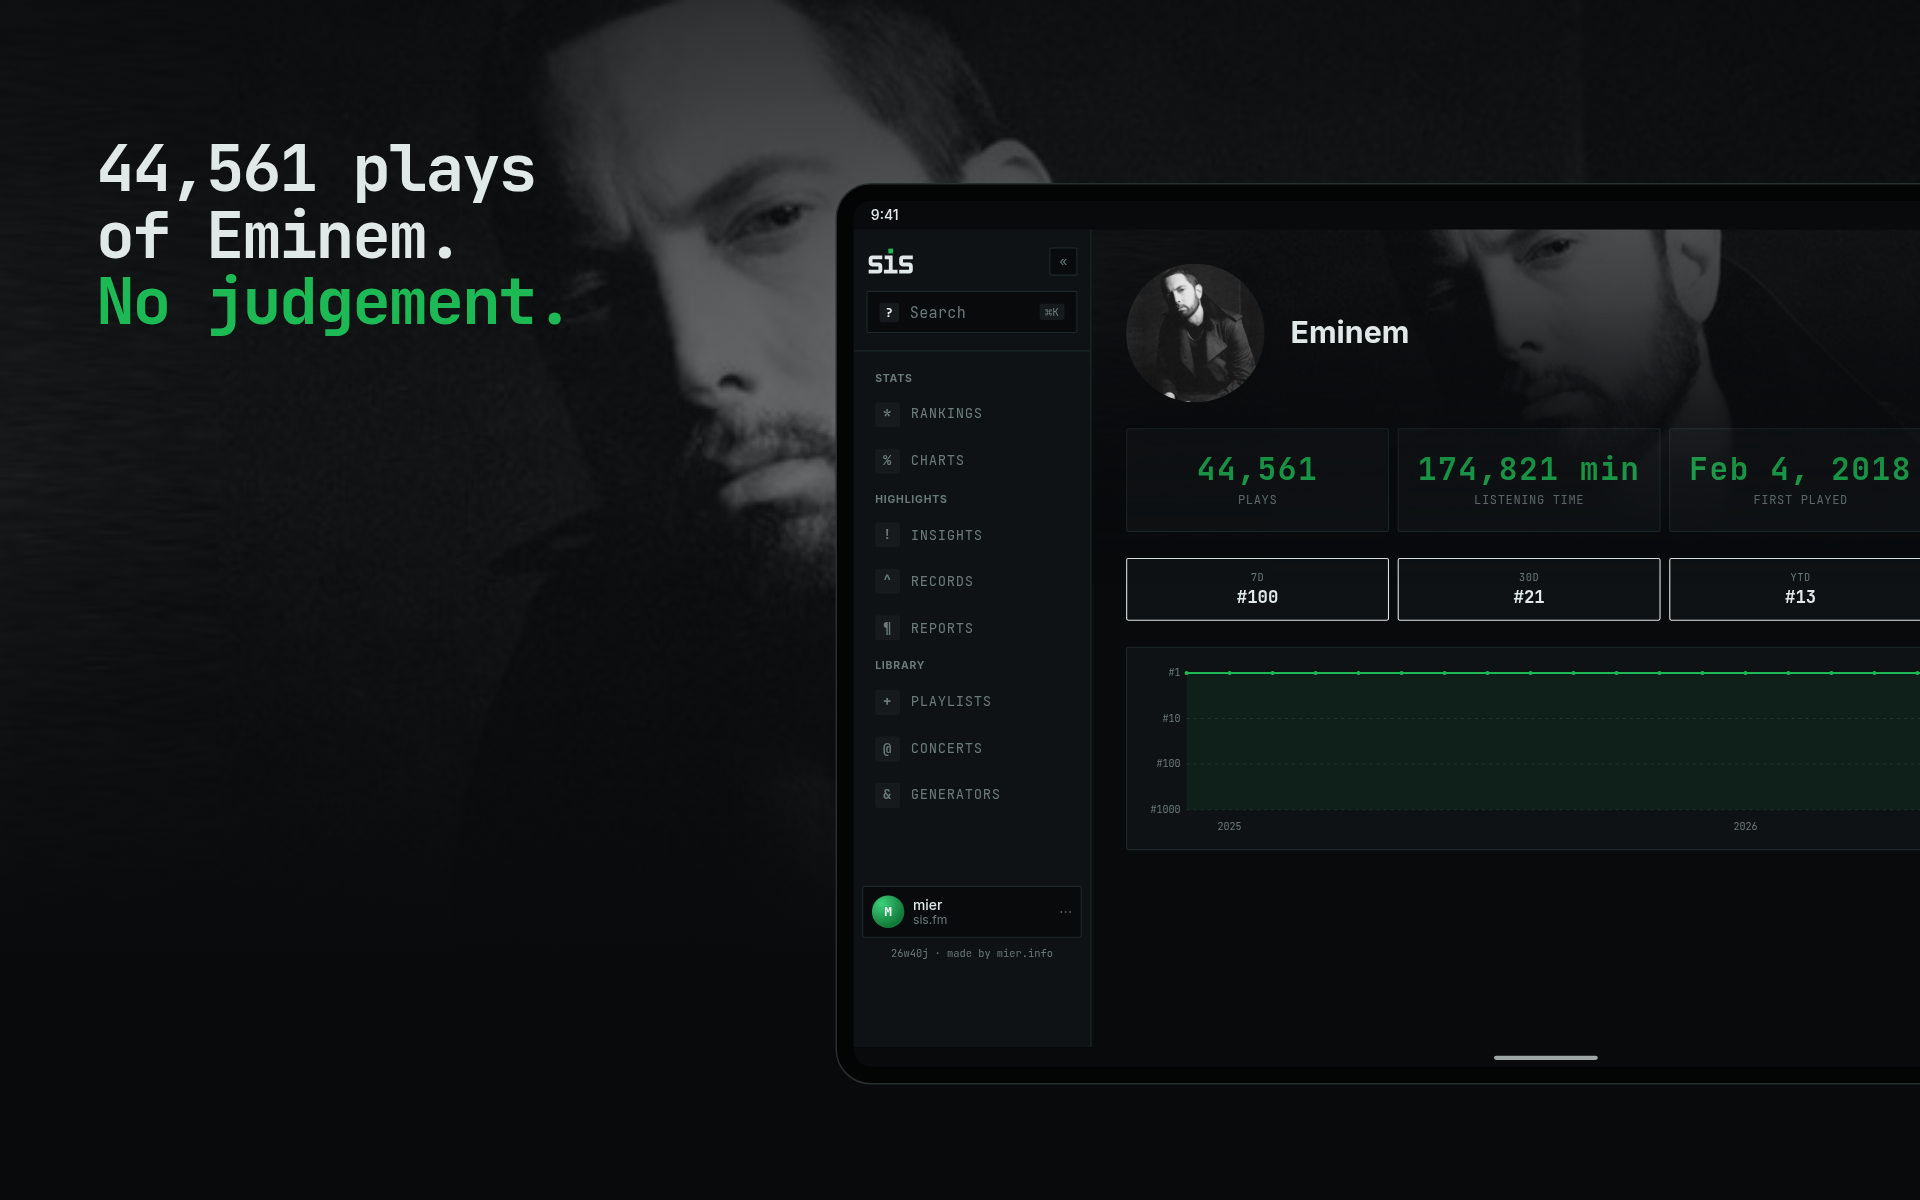 44,561 plays
of Eminem.
No judgement.
9:41
sis
«
? Search ⌘K
STATS
* RANKINGS
% CHARTS
HIGHLIGHTS
! INSIGHTS
^ RECORDS
¶ REPORTS
LIBRARY
+ PLAYLISTS
@ CONCERTS
& GENERATORS
M mier
sis.fm
...
26w40j · made by mier.info
Eminem
44,561
PLAYS
174,821 min
LISTENING TIME
Feb 4, 2018
FIRST PLAYED
7D
#100
30D
#21
YTD
#13
#1
#10
#100
#1000
2025
2026